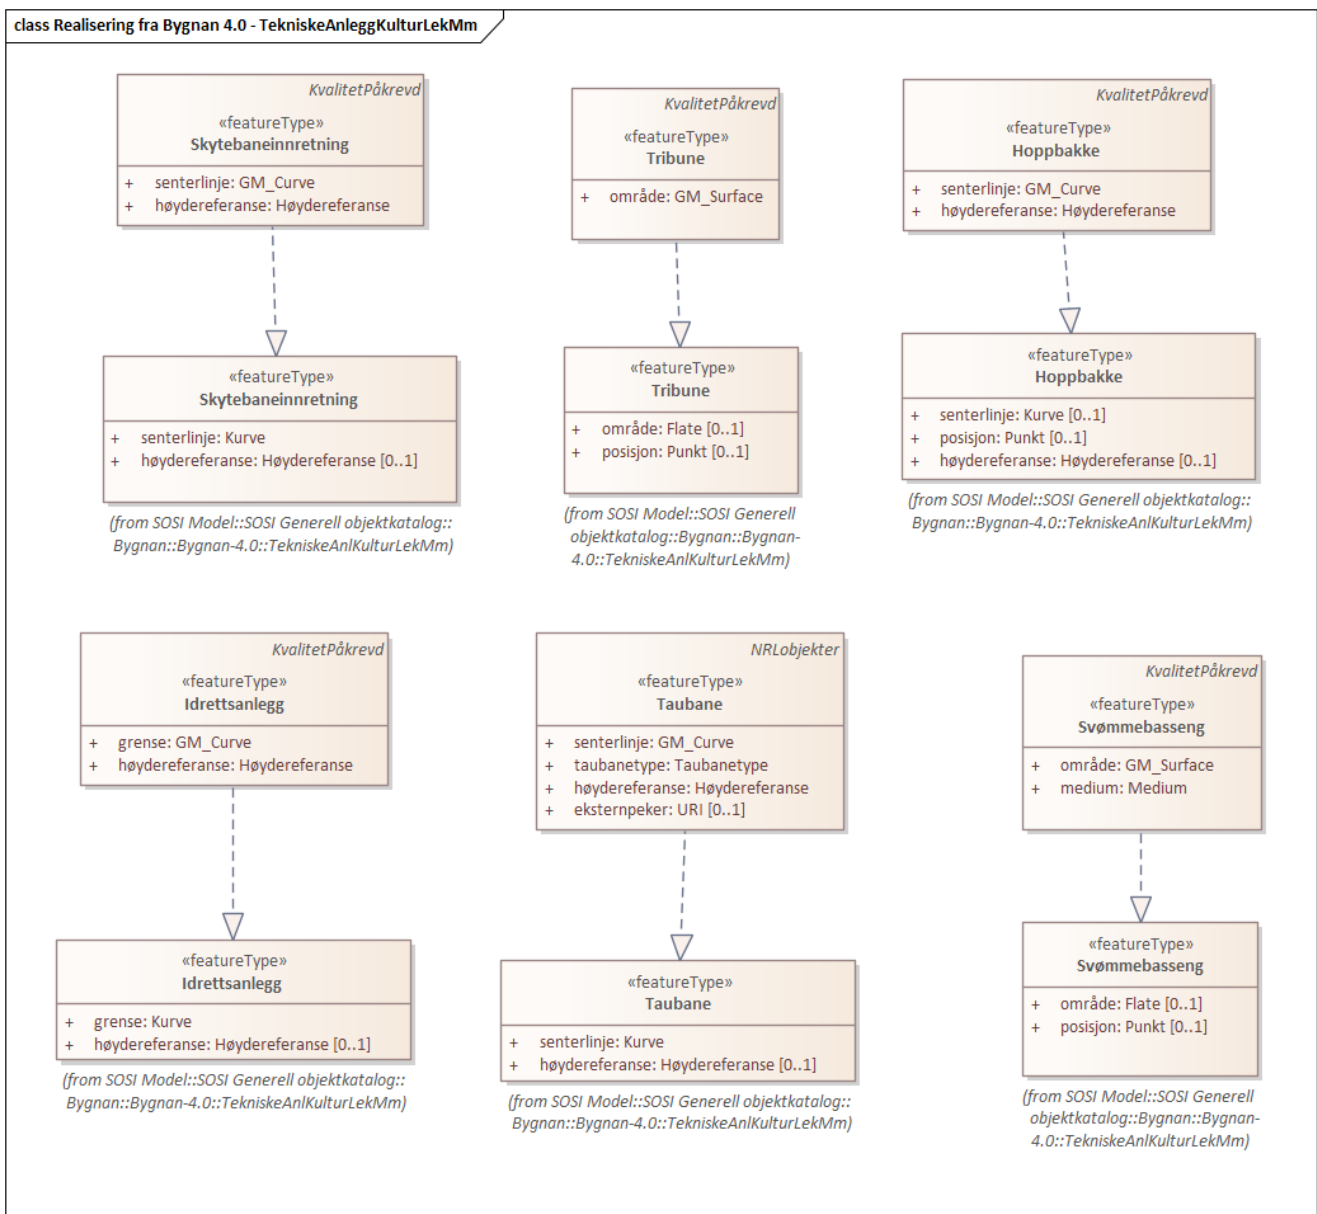 class Realisering fra Bygnan 4.0 - TekniskeAnleggKulturLekMm
KvalitetPåkrevd
«featureType»
Skytebaneinnretning
+ senterlinje: GM_Curve
+ høydereferanse: Høydereferanse
KvalitetPåkrevd
«featureType»
Tribune
+ område: GM_Surface
KvalitetPåkrevd
«featureType»
Hoppbakke
+ senterlinje: GM_Curve
+ høydereferanse: Høydereferanse
«featureType»
Skytebaneinnretning
+ senterlinje: Kurve
+ høydereferanse: Høydereferanse [0..1]
(from SOSI Model::SOSI Generell objektkatalog::
Bygnan::Bygnan-4.0::TekniskeAnlKulturLekMm)
«featureType»
Tribune
+ område: Flate [0..1]
+ posisjon: Punkt [0..1]
(from SOSI Model::SOSI Generell
objektkatalog::Bygnan::Bygnan-
4.0::TekniskeAnlKulturLekMm)
«featureType»
Hoppbakke
+ senterlinje: Kurve [0..1]
+ posisjon: Punkt [0..1]
+ høydereferanse: Høydereferanse [0..1]
(from SOSI Model::SOSI Generell objektkatalog::
Bygnan::Bygnan-4.0::TekniskeAnlKulturLekMm)
KvalitetPåkrevd
«featureType»
Idrettsanlegg
+ grense: GM_Curve
+ høydereferanse: Høydereferanse
NRLobjekter
«featureType»
Taubane
+ senterlinje: GM_Curve
+ taubanetype: Taubanetype
+ høydereferanse: Høydereferanse
+ eksternpeker: URI [0..1]
KvalitetPåkrevd
«featureType»
Svømmebasseng
+ område: GM_Surface
+ medium: Medium
«featureType»
Idrettsanlegg
+ grense: Kurve
+ høydereferanse: Høydereferanse [0..1]
(from SOSI Model::SOSI Generell objektkatalog::
Bygnan::Bygnan-4.0::TekniskeAnlKulturLekMm)
«featureType»
Taubane
+ senterlinje: Kurve
+ høydereferanse: Høydereferanse [0..1]
(from SOSI Model::SOSI Generell objektkatalog::
Bygnan::Bygnan-4.0::TekniskeAnlKulturLekMm)
«featureType»
Svømmebasseng
+ område: Flate [0..1]
+ posisjon: Punkt [0..1]
(from SOSI Model::SOSI Generell
objektkatalog::Bygnan::Bygnan-
4.0::TekniskeAnlKulturLekMm)